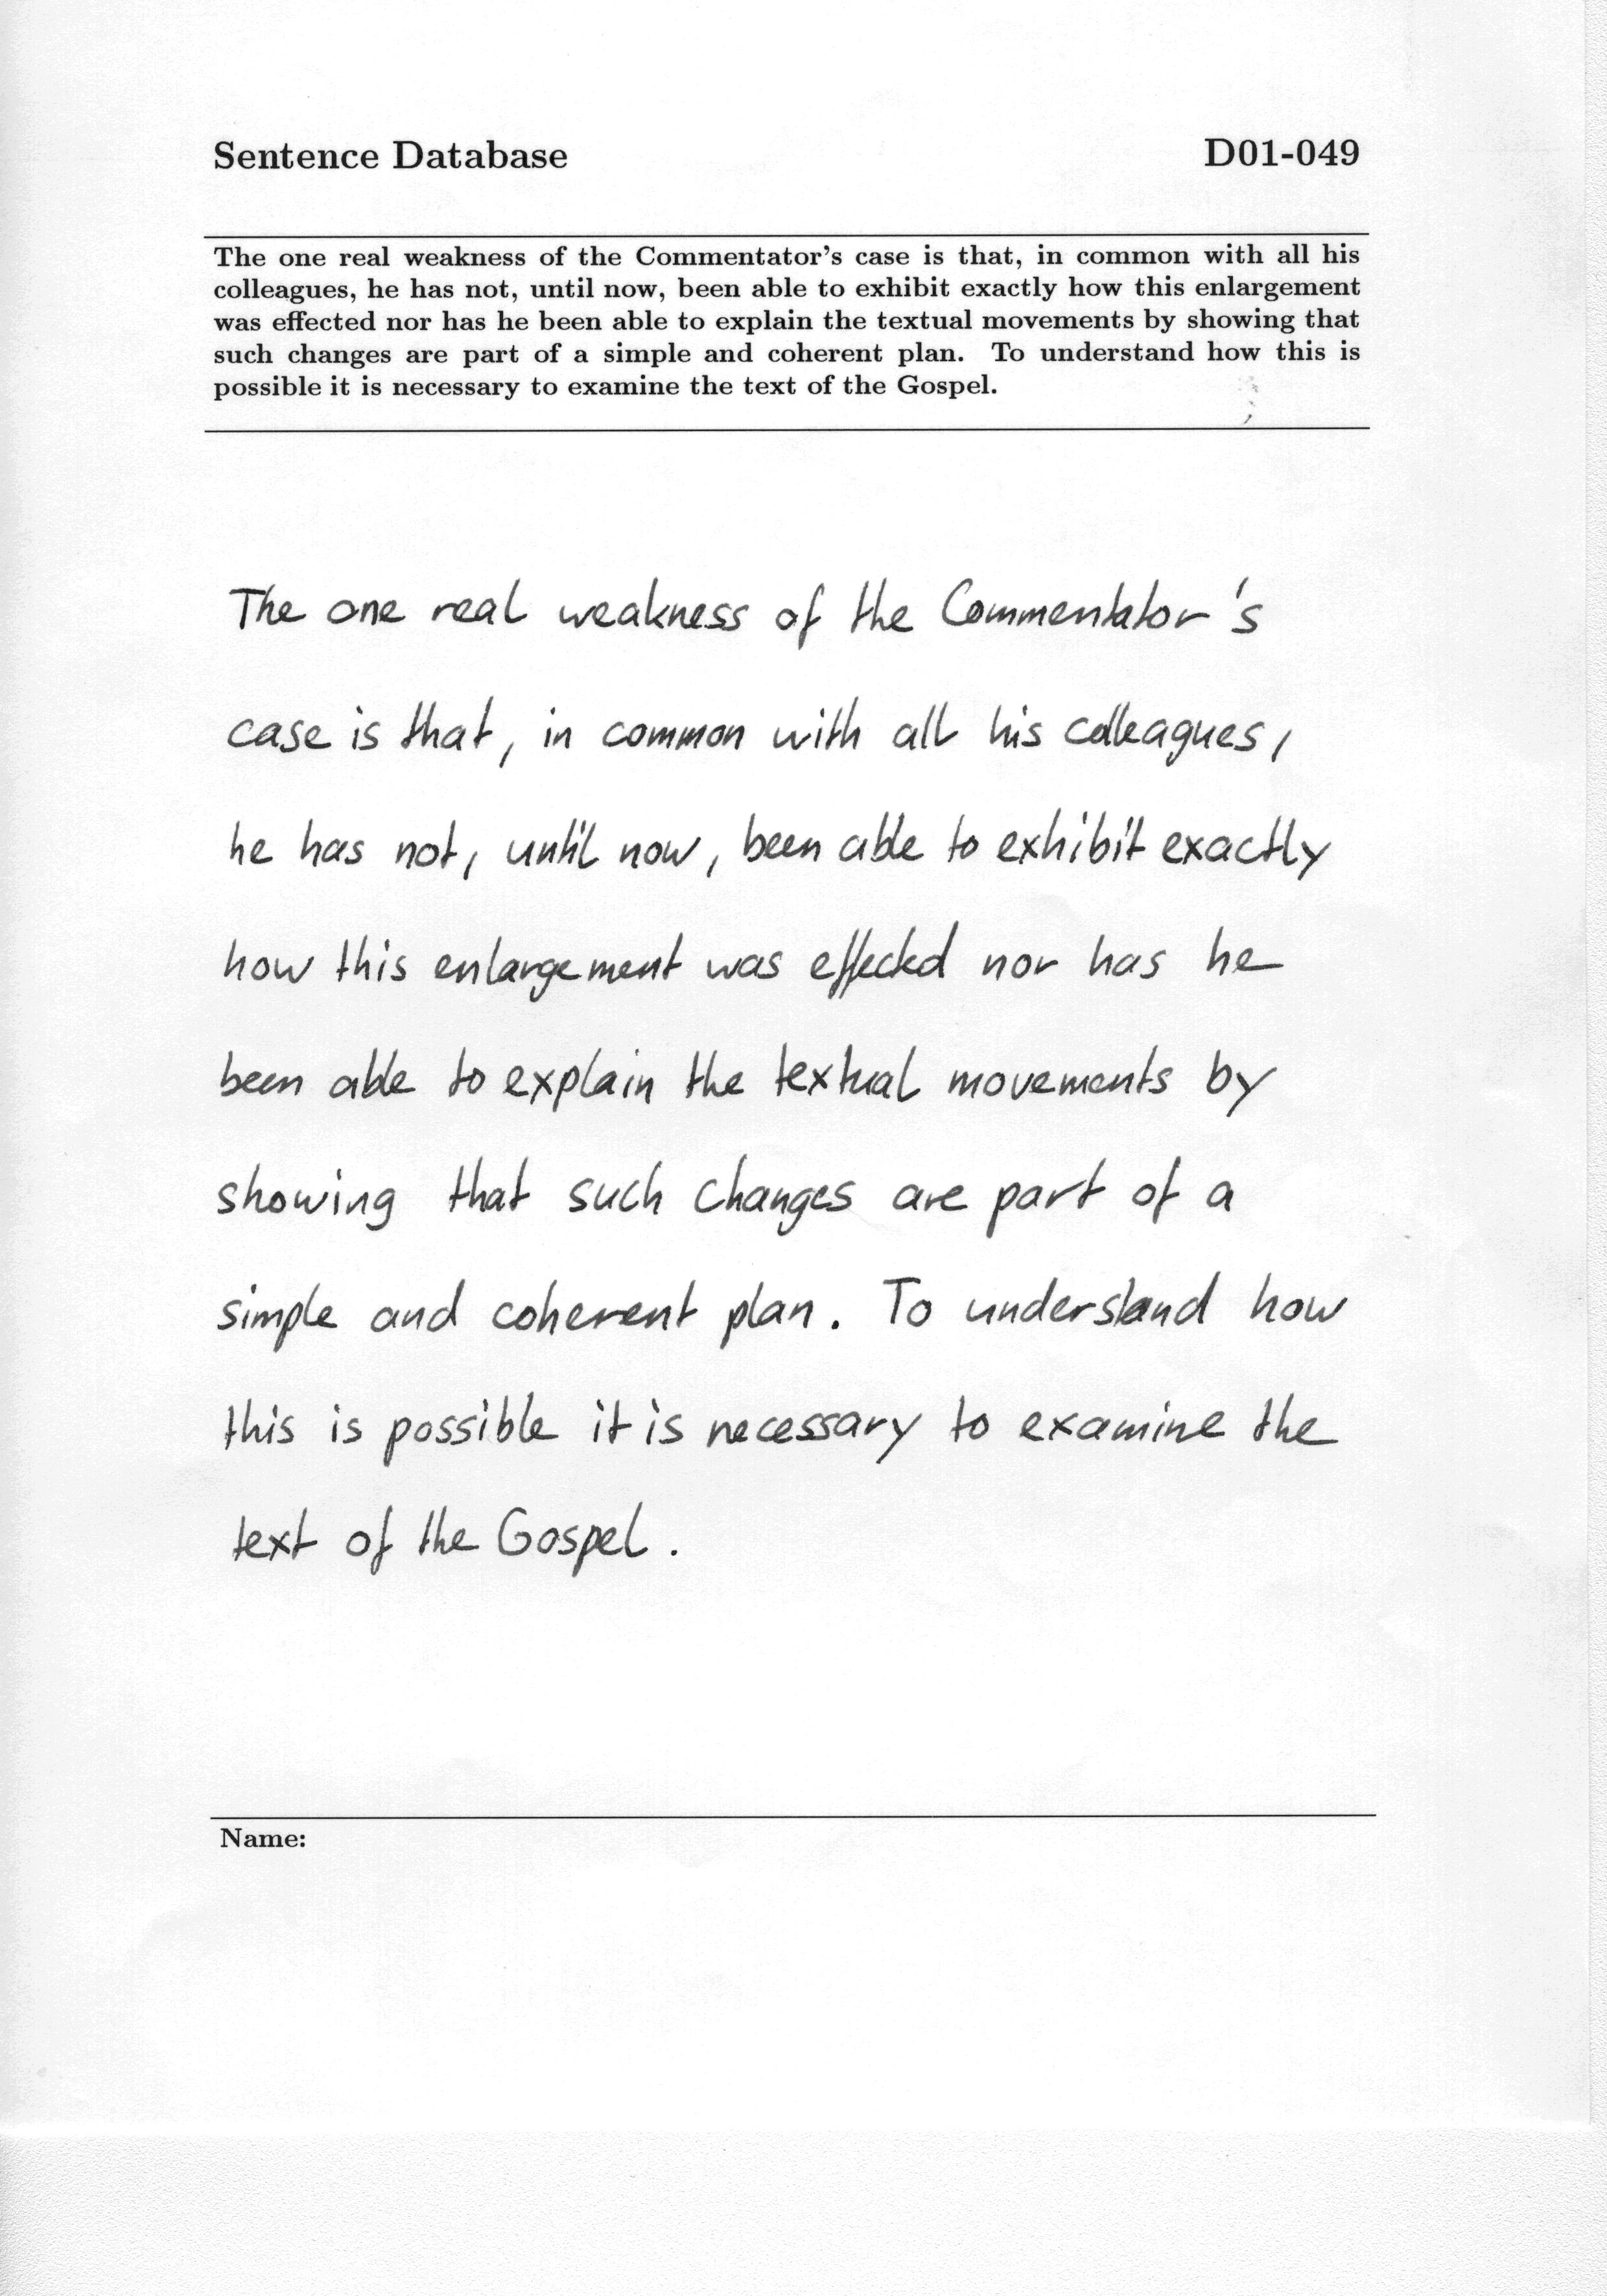 Sentence Database D01-049
The one real weakness of the Commentator's case is that, in common with all his
colleagues, he has not, until now, been able to exhibit exactly how this enlargement
was effected nor has he been able to explain the textual movements by showing that
such changes are part of a simple and coherent plan. To understand how this is
possible it is necessary to examine the text of the Gospel.
The one real weakness of the Commentator's
case is that, in common with all his colleagues,
he has not, until now, been able to exhibit exactly
how this enlargement was effected nor has he
been able to explain the textual movements by
showing that such changes are part of a
simple and coherent plan. To understand how
this is possible it is necessary to examine the
text of the Gospel.
Name: